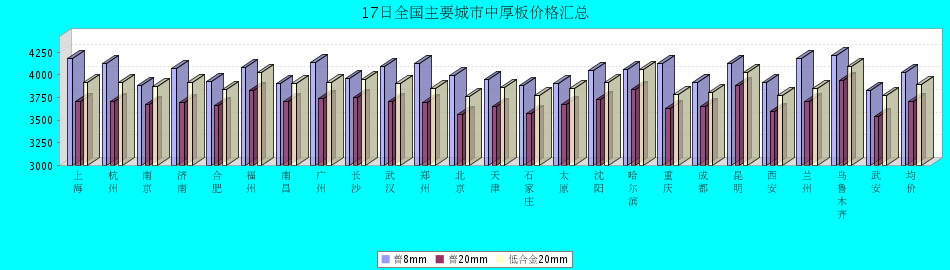 17日全国主要城市中厚板价格汇总
4250
4000
3750
3500
3250
3000
上海
杭州
南京
济南
合肥
福州
南昌
广州
长沙
武汉
郑州
北京
天津
石家庄
太原
沈阳
哈尔滨
重庆
成都
昆明
西安
兰州
乌鲁木齐
武安
均价
普8mm 普20mm 低合金20mm